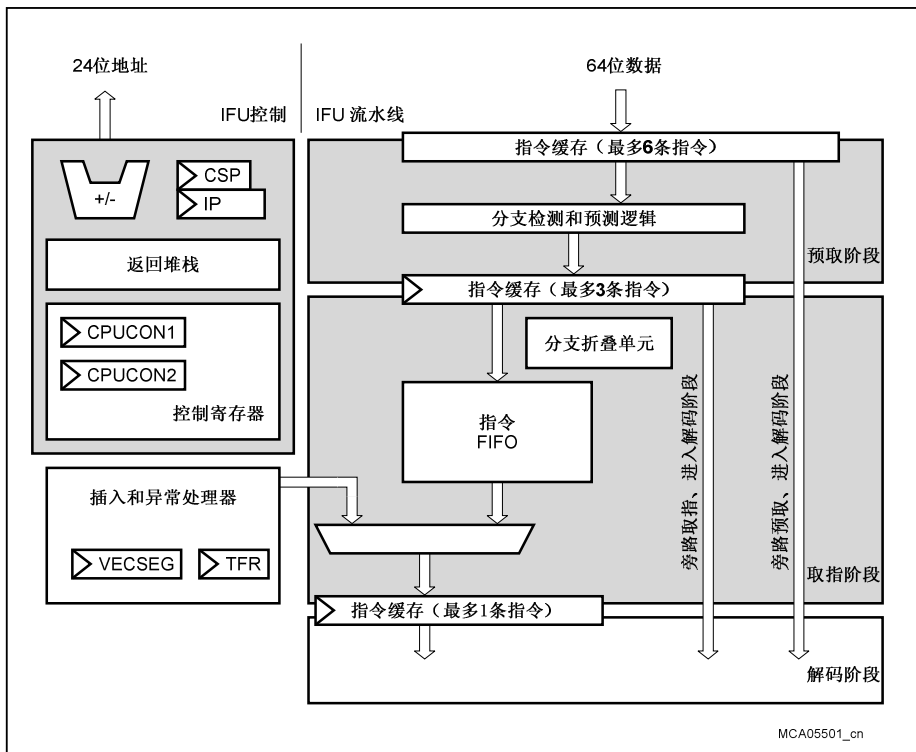 24位地址
64位数据
IFU控制
IFU 流水线
指令缓存（最多6条指令）
+/-
CSP
IP
分支检测和预测逻辑
返回堆栈
预取阶段
指令缓存（最多3条指令）
CPUCON1
CPUCON2
控制寄存器
分支折叠单元
指令
FIFO
旁路取指、进入解码阶段
旁路预取、进入解码阶段
插入和异常处理器
VECSEG
TFR
取指阶段
指令缓存（最多1条指令）
解码阶段
MCA05501_cn